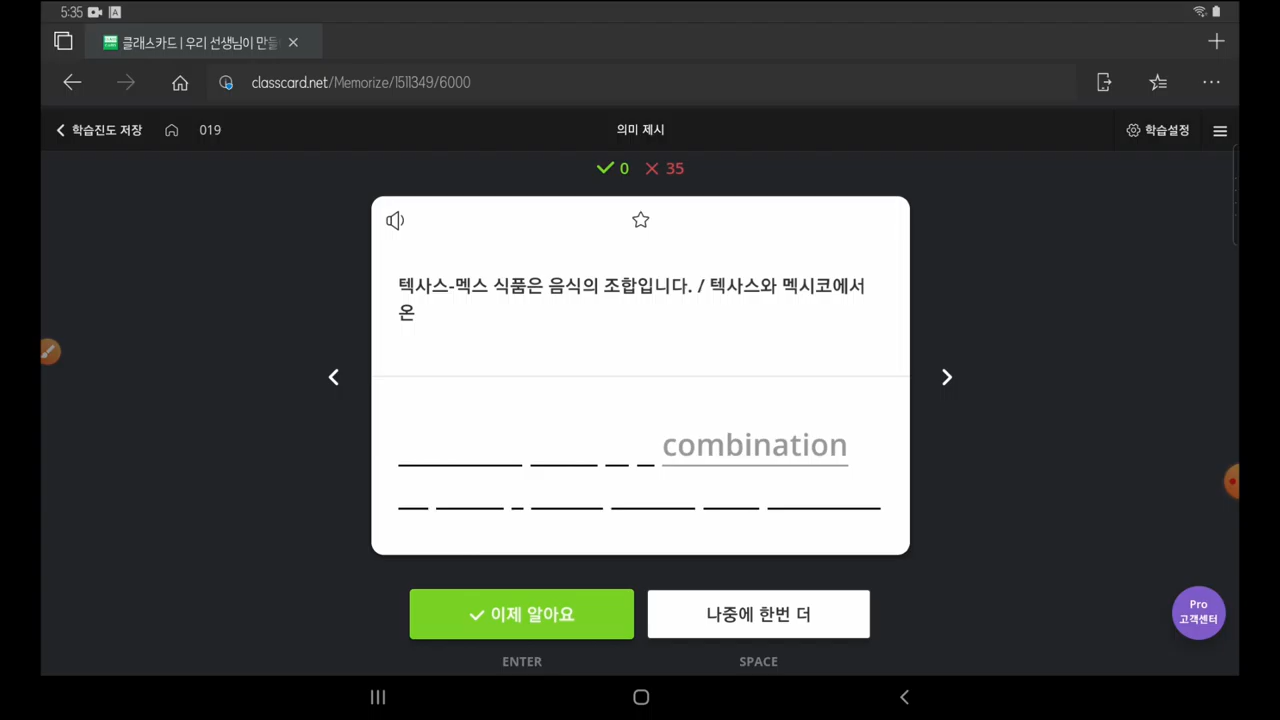 5:35
클래스카드 | 우리 선생님이 만들
classcard.net/Memorize/1511349/6000
학습진도 저장 019 의미 제시 학습설정
0 35
텍사스-멕스 식품은 음식의 조합입니다. / 텍사스와 멕시코에서
온
combination
/
이제 알아요 나중에 한번 더
ENTER SPACE
Pro
고객센터